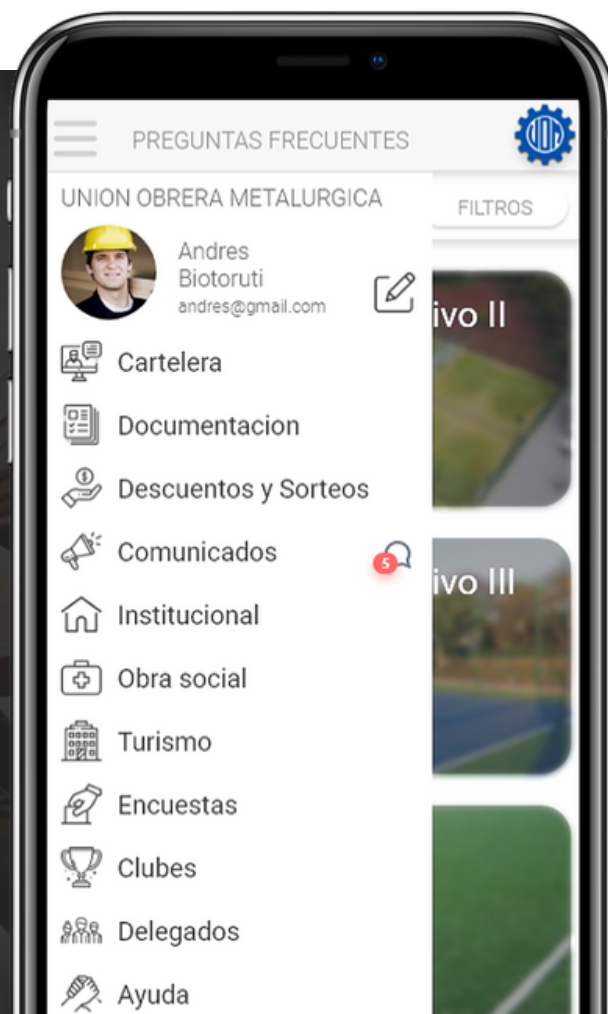 PREGUNTAS FRECUENTES
UOM
UNION OBRERA METALURGICA
FILTROS
Andres
Biotoruti
andres@gmail.com
ivo II
Cartelera
Documentacion
Descuentos y Sorteos
Comunicados
5
ivo III
Institucional
Obra social
Turismo
Encuestas
Clubes
Delegados
Ayuda